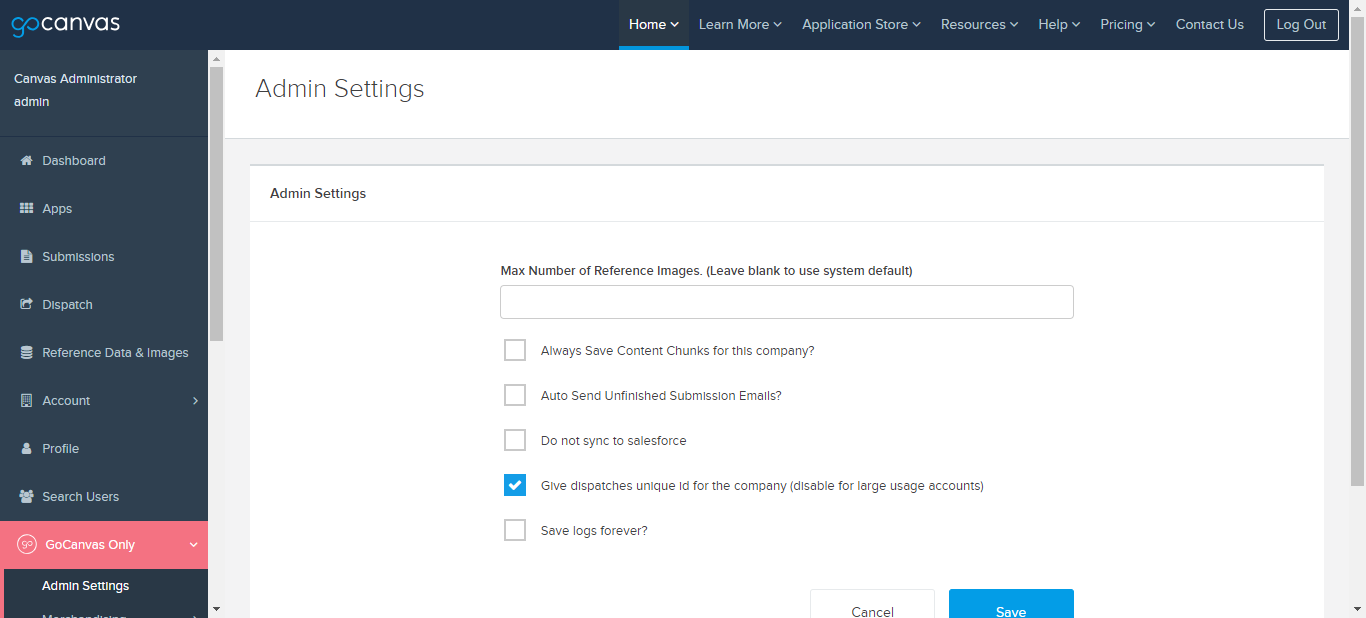 gocanvas
Home
Learn More
Application Store
Resources
Help
Pricing
Contact Us
Log Out
Canvas Administrator
admin
Dashboard
Apps
Submissions
Dispatch
Reference Data & Images
Account
Profile
Search Users
go
GoCanvas Only
Admin Settings
Merchandising
Admin Settings
Admin Settings
Max Number of Reference Images. (Leave blank to use system default)
Always Save Content Chunks for this company?
Auto Send Unfinished Submission Emails?
Do not sync to salesforce
Give dispatches unique id for the company (disable for large usage accounts)
Save logs forever?
Cancel
Save